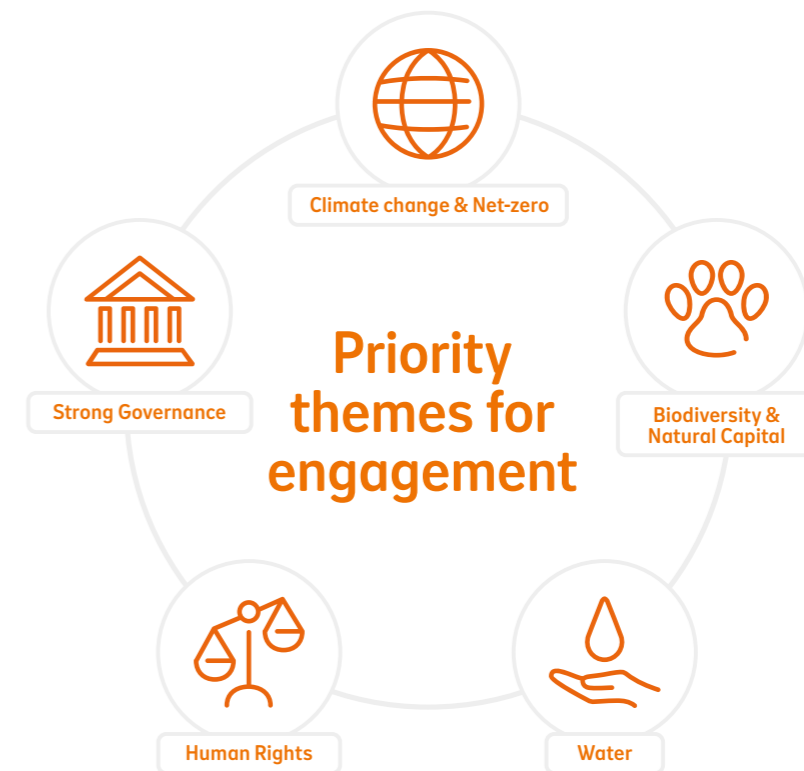 Climate change & Net-zero
Strong Governance
Priority
themes for
engagement
Biodiversity &
Natural Capital
Human Rights
Water